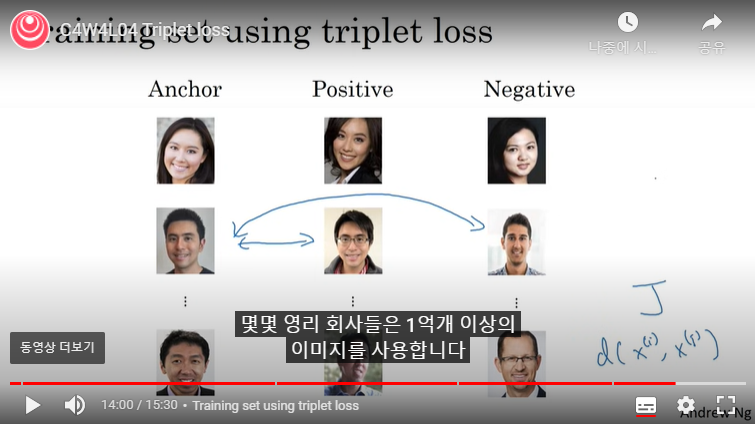 C4W4L04 Triplet loss
raining set using triplet loss
나중에 시...
공유
Anchor Positive Negative
J
d(x⁽ⁱ⁾, x⁽ʲ⁾)
몇몇 영리 회사들은 1억개 이상의
이미지를 사용합니다
동영상 더보기
14:00 / 15:30 • Training set using triplet loss
Andrew Ng